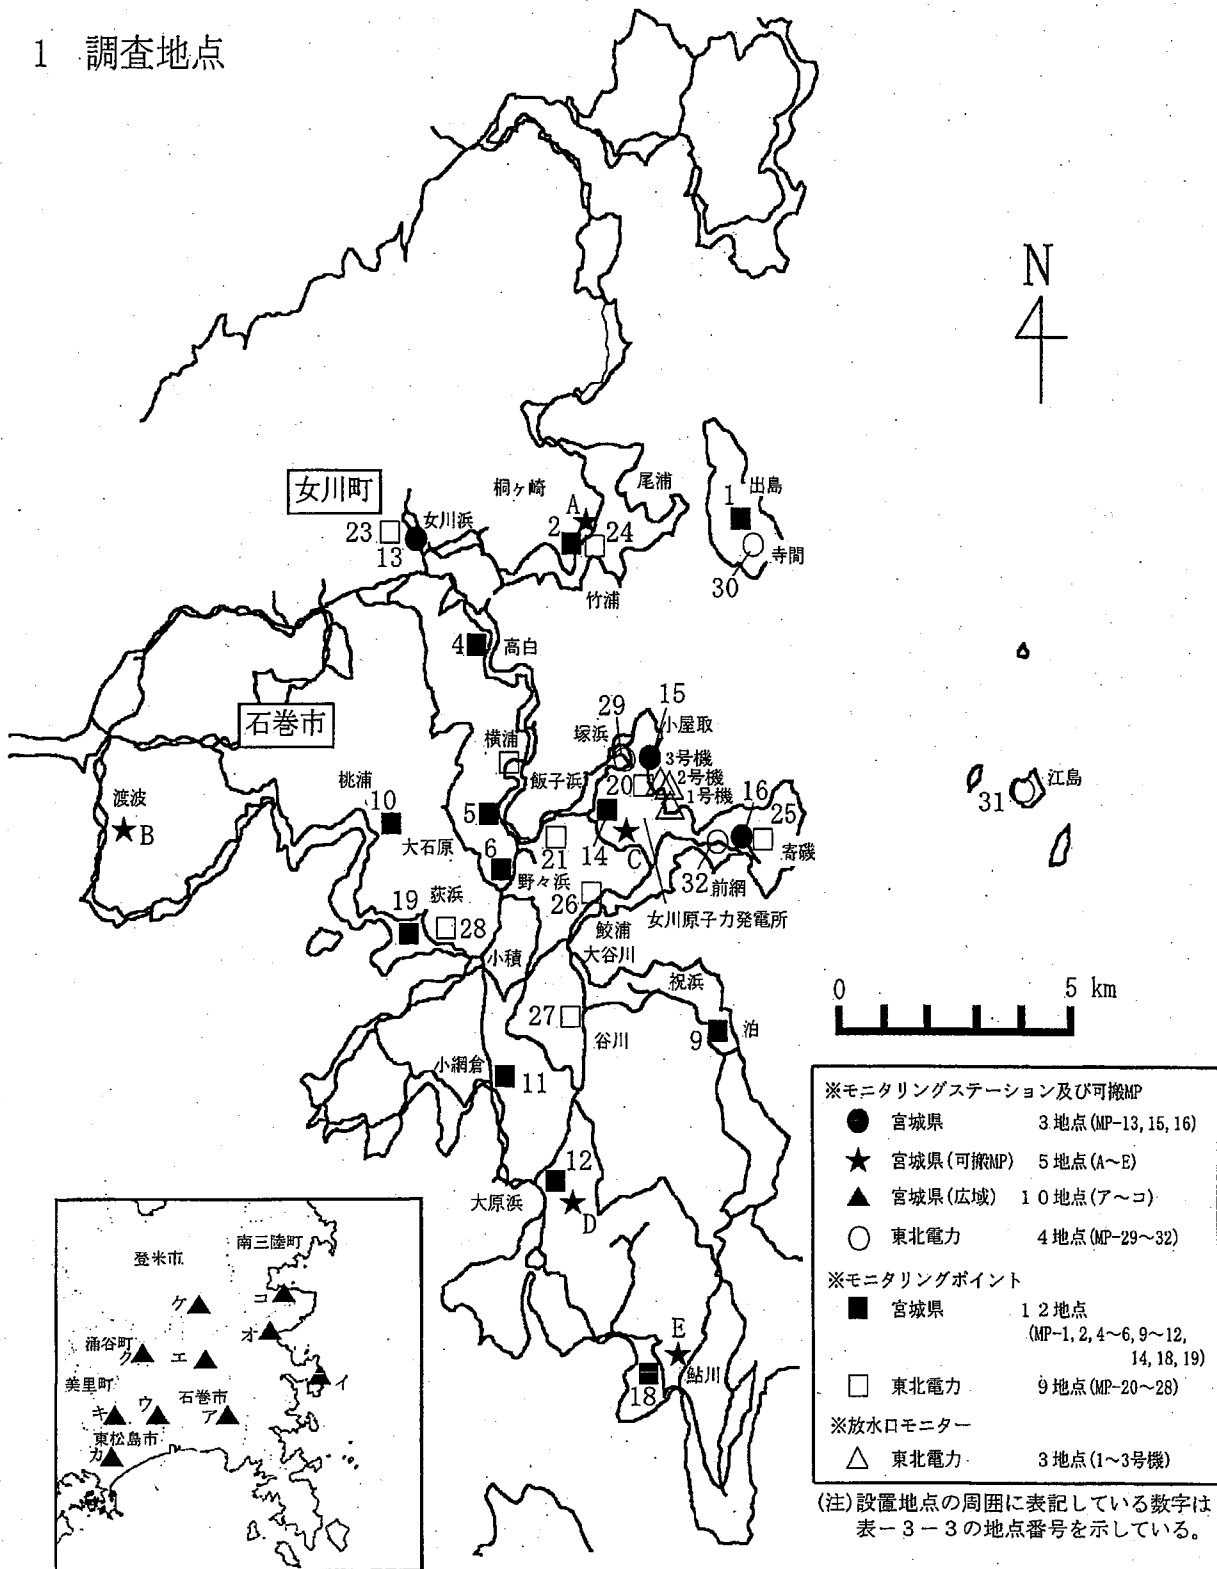 1 調査地点
N
女川町
桐ヶ崎
尾浦
出島
1
A
女川浜
23
13
2
24
寺間
30
竹浦
4
高白
石巻市
29
15
塚浜
小屋取
横浦
3号機
2号機
1号機
飯子浜
20
16
25
江島
31
桃浦
10
渡波
B
5
大石原
6
21
14
C
寄磯
野々浜
32
前網
26
荻浜
19
28
鮫浦
女川原子力発電所
小積
大谷川
祝浜
0
5 km
27
谷川
9
泊
小網倉
11
12
大原浜
D
E
鮎川
18
南三陸町
登米市
ケ
コ
オ
涌谷町
ク
エ
イ
美里町
石巻市
キ
ウ
ア
東松島市
カ
※モニタリングステーション及び可搬MP
宮城県 3地点(MP-13,15,16)
宮城県(可搬MP) 5地点(A~E)
宮城県(広域) 10地点(ア~コ)
東北電力 4地点(MP-29~32)
※モニタリングポイント
宮城県 12地点
(MP-1,2,4~6,9~12,
14,18,19)
東北電力 9地点(MP-20~28)
※放水口モニター
東北電力 3地点(1~3号機)
(注)設置地点の周囲に表記している数字は
表-3-3の地点番号を示している。